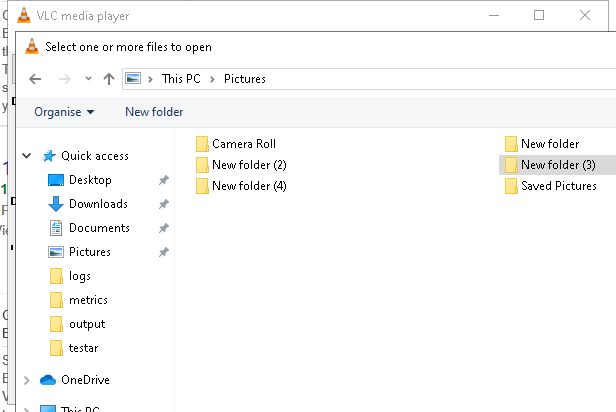 VLC media player
Select one or more files to open
This PC > Pictures
Organise New folder
Camera Roll New folder
Quick access New folder (2) New folder (3)
Desktop New folder (4) Saved Pictures
Downloads
Documents
Pictures
logs
metrics
output
testar
OneDrive
This PC